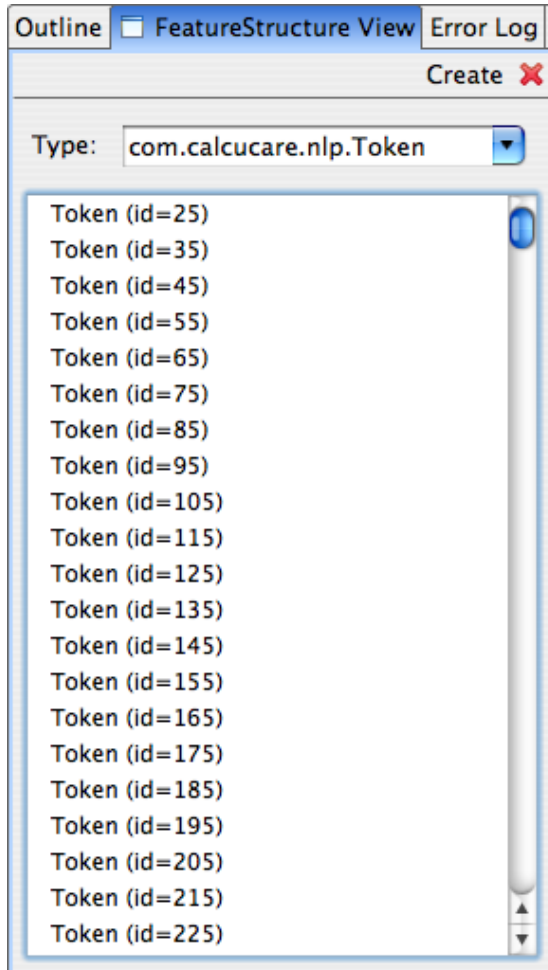 Outline FeatureStructure View Error Log
Create
Type: com.calcucare.nlp.Token
Token (id=25)
Token (id=35)
Token (id=45)
Token (id=55)
Token (id=65)
Token (id=75)
Token (id=85)
Token (id=95)
Token (id=105)
Token (id=115)
Token (id=125)
Token (id=135)
Token (id=145)
Token (id=155)
Token (id=165)
Token (id=175)
Token (id=185)
Token (id=195)
Token (id=205)
Token (id=215)
Token (id=225)